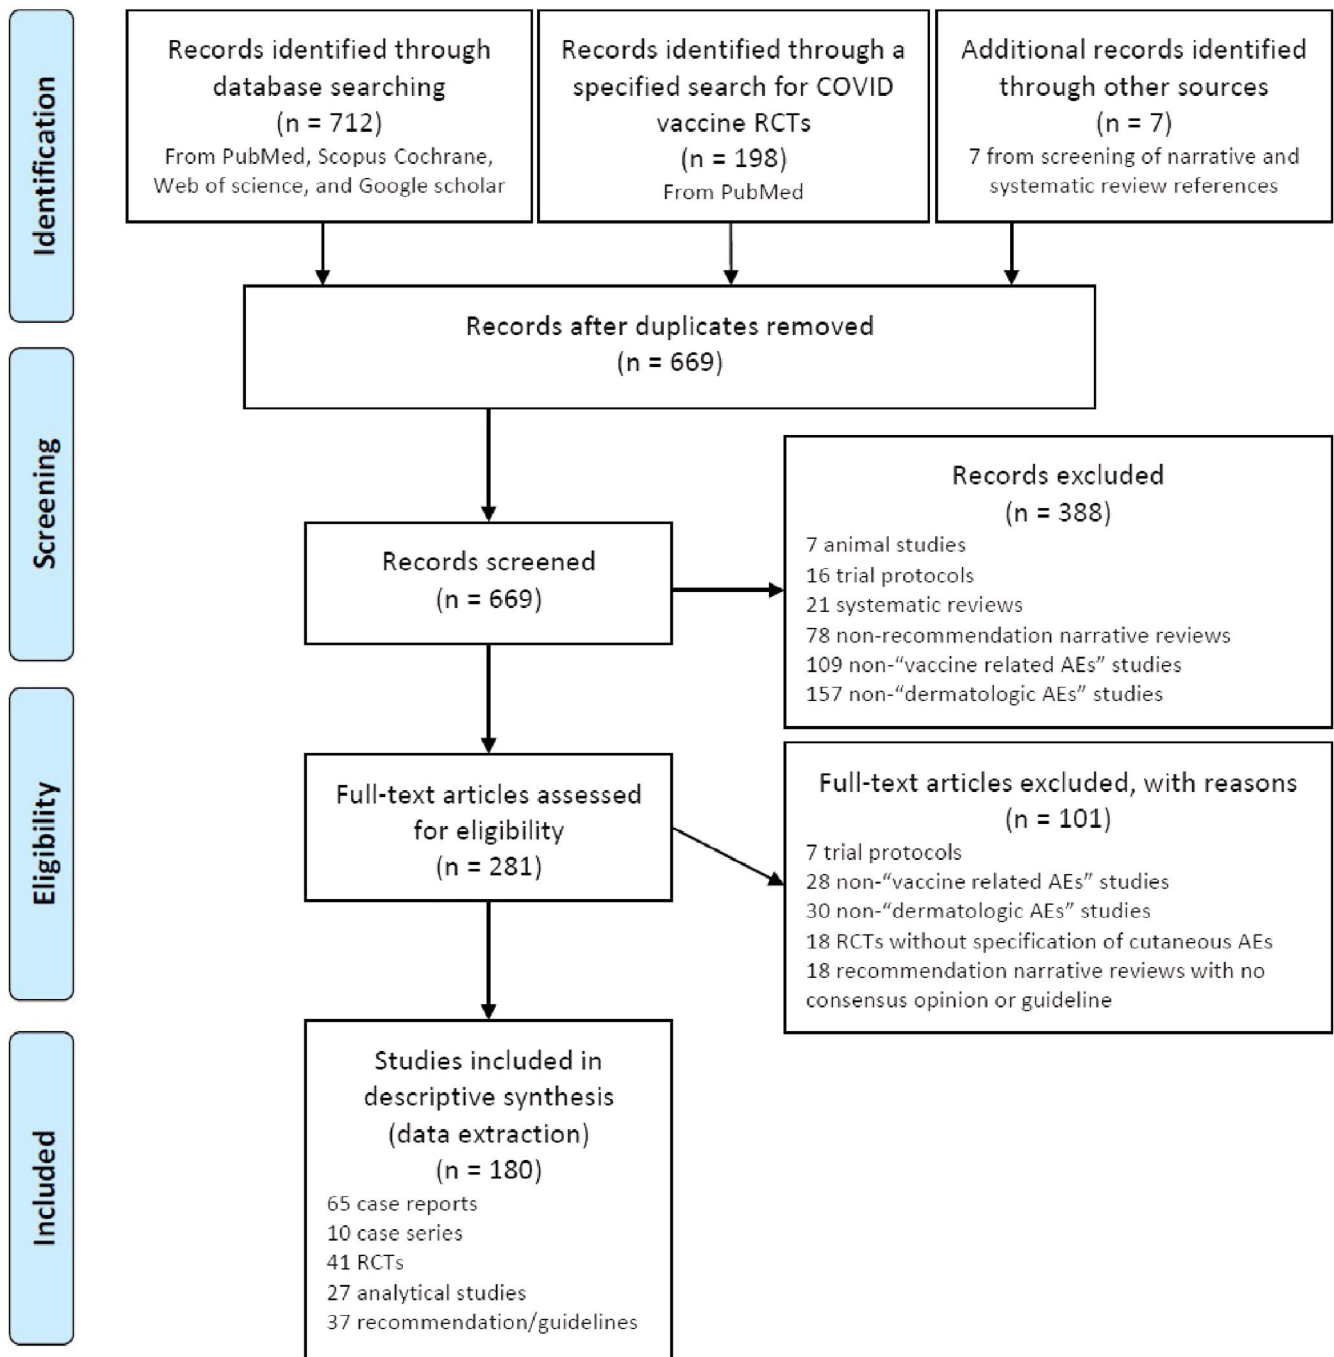 Identification
Records identified through
database searching
(n = 712)
From PubMed, Scopus Cochrane,
Web of science, and Google scholar
Records identified through a
specified search for COVID
vaccine RCTs
(n = 198)
From PubMed
Additional records identified
through other sources
(n = 7)
7 from screening of narrative and
systematic review references
Records after duplicates removed
(n = 669)
Screening
Records screened
(n = 669)
Records excluded
(n = 388)
7 animal studies
16 trial protocols
21 systematic reviews
78 non-recommendation narrative reviews
109 non-“vaccine related AEs” studies
157 non-“dermatologic AEs” studies
Eligibility
Full-text articles assessed
for eligibility
(n = 281)
Full-text articles excluded, with reasons
(n = 101)
7 trial protocols
28 non-“vaccine related AEs” studies
30 non-“dermatologic AEs” studies
18 RCTs without specification of cutaneous AEs
18 recommendation narrative reviews with no
consensus opinion or guideline
Included
Studies included in
descriptive synthesis
(data extraction)
(n = 180)
65 case reports
10 case series
41 RCTs
27 analytical studies
37 recommendation/guidelines